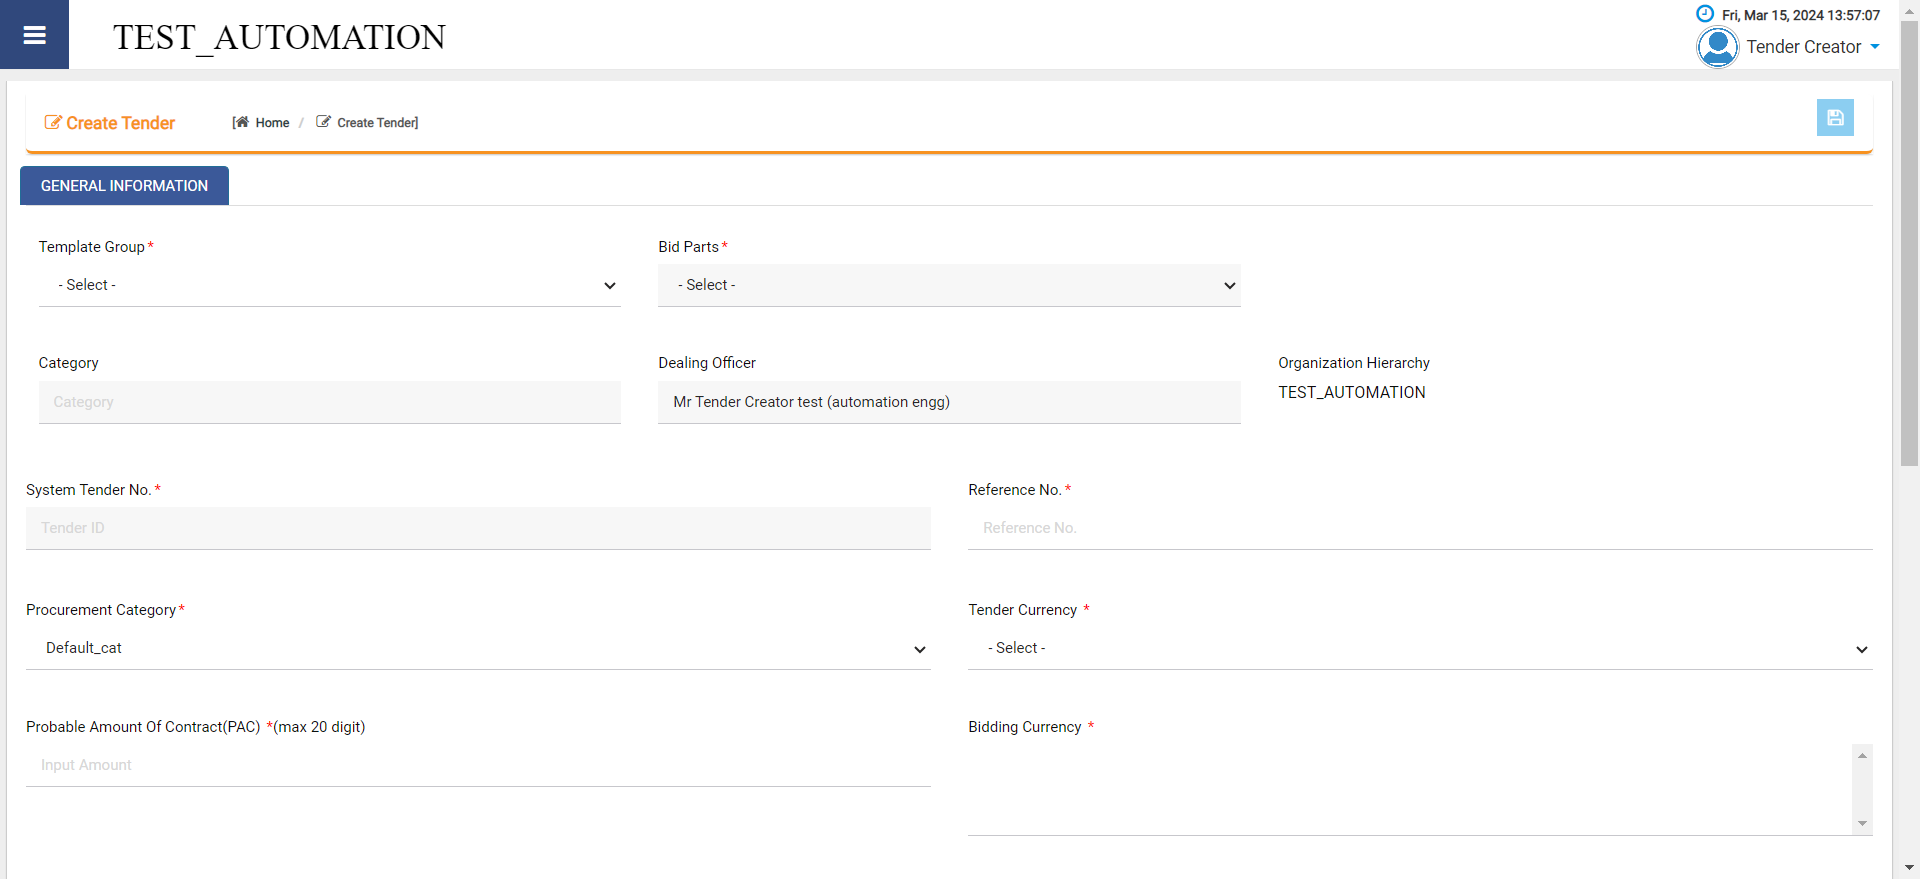 TEST_AUTOMATION
Fri, Mar 15, 2024 13:57:07
Tender Creator
Create Tender
[ Home / Create Tender]
GENERAL INFORMATION
Template Group*
Bid Parts*
- Select -
- Select -
Category
Dealing Officer
Organization Hierarchy
Category
Mr Tender Creator test (automation engg)
TEST_AUTOMATION
System Tender No.*
Reference No.*
Tender ID
Reference No.
Procurement Category*
Tender Currency *
Default_cat
- Select -
Probable Amount Of Contract(PAC) *(max 20 digit)
Bidding Currency *
Input Amount